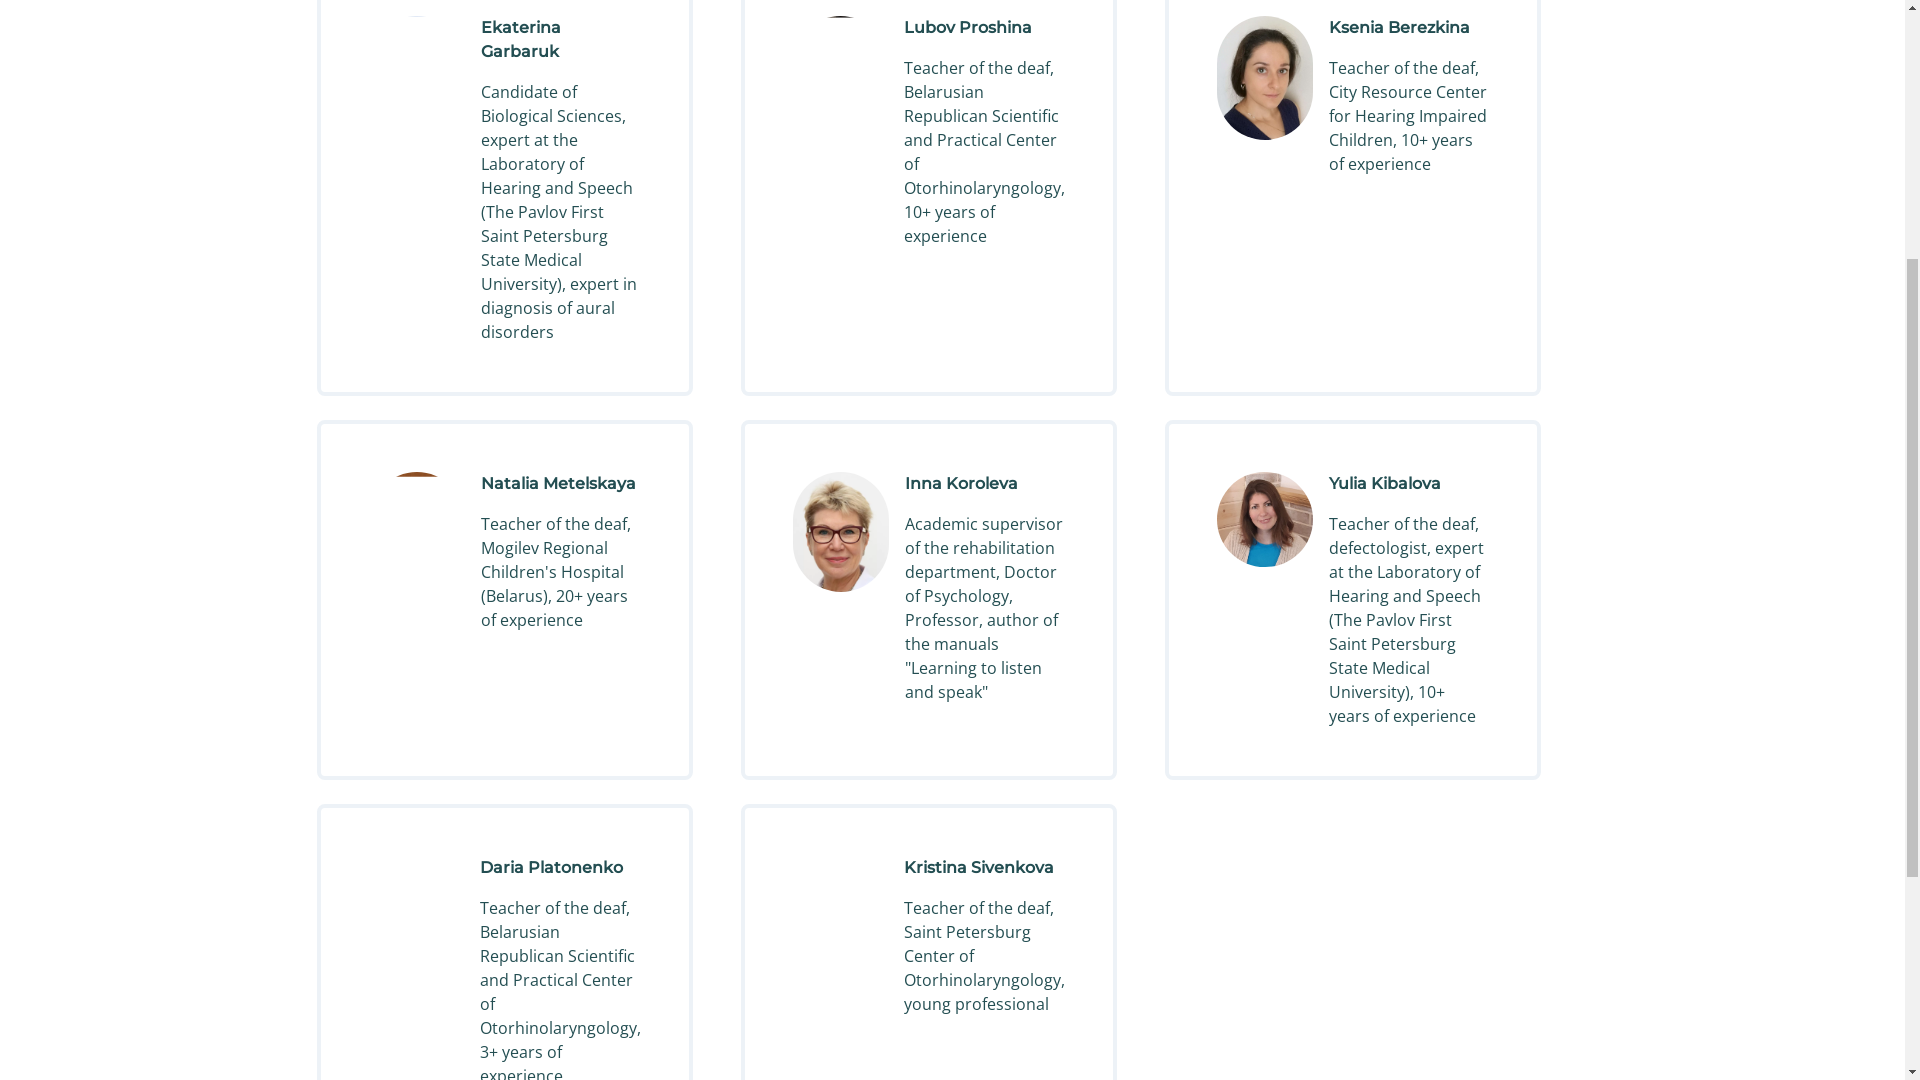 Ekaterina
Garbaruk
Candidate of
Biological Sciences,
expert at the
Laboratory of
Hearing and Speech
(The Pavlov First
Saint Petersburg
State Medical
University), expert in
diagnosis of aural
disorders
Lubov Proshina
Teacher of the deaf,
Belarusian
Republican Scientific
and Practical Center
of
Otorhinolaryngology,
10+ years of
experience
Ksenia Berezkina
Teacher of the deaf,
City Resource Center
for Hearing Impaired
Children, 10+ years
of experience
Natalia Metelskaya
Teacher of the deaf,
Mogilev Regional
Children's Hospital
(Belarus), 20+ years
of experience
Inna Koroleva
Academic supervisor
of the rehabilitation
department, Doctor
of Psychology,
Professor, author of
the manuals
"Learning to listen
and speak"
Yulia Kibalova
Teacher of the deaf,
defectologist, expert
at the Laboratory of
Hearing and Speech
(The Pavlov First
Saint Petersburg
State Medical
University), 10+
years of experience
Daria Platonenko
Teacher of the deaf,
Belarusian
Republican Scientific
and Practical Center
of
Otorhinolaryngology,
3+ years of
experience
Kristina Sivenkova
Teacher of the deaf,
Saint Petersburg
Center of
Otorhinolaryngology,
young professional